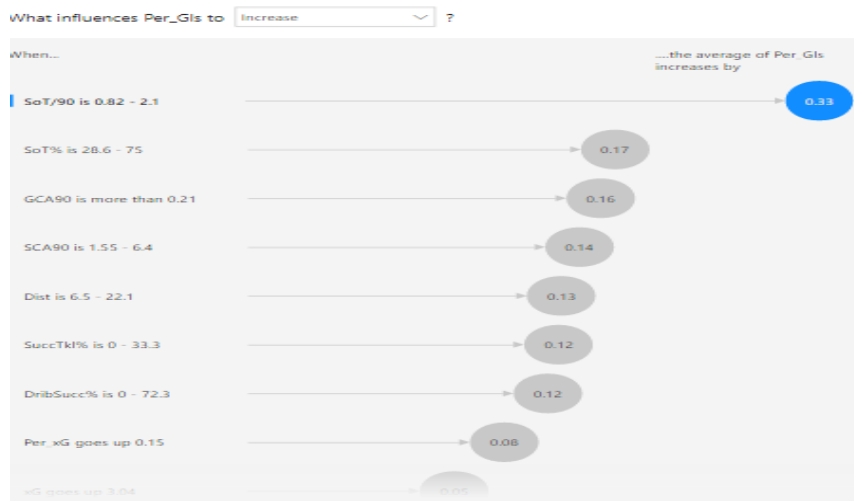 What influences Per_Gls to Increase ?
When...
....the average of Per_Gls
increases by
SoT/90 is 0.82 - 2.1 0.33
SoT% is 28.6 - 75 0.17
GCA90 is more than 0.21 0.16
SCA90 is 1.55 - 6.4 0.14
Dist is 6.5 - 22.1 0.13
SuccTkl% is 0 - 33.3 0.12
DribSucc% is 0 - 72.3 0.12
Per_xG goes up 0.15 0.08
xG goes up 3.04 0.05